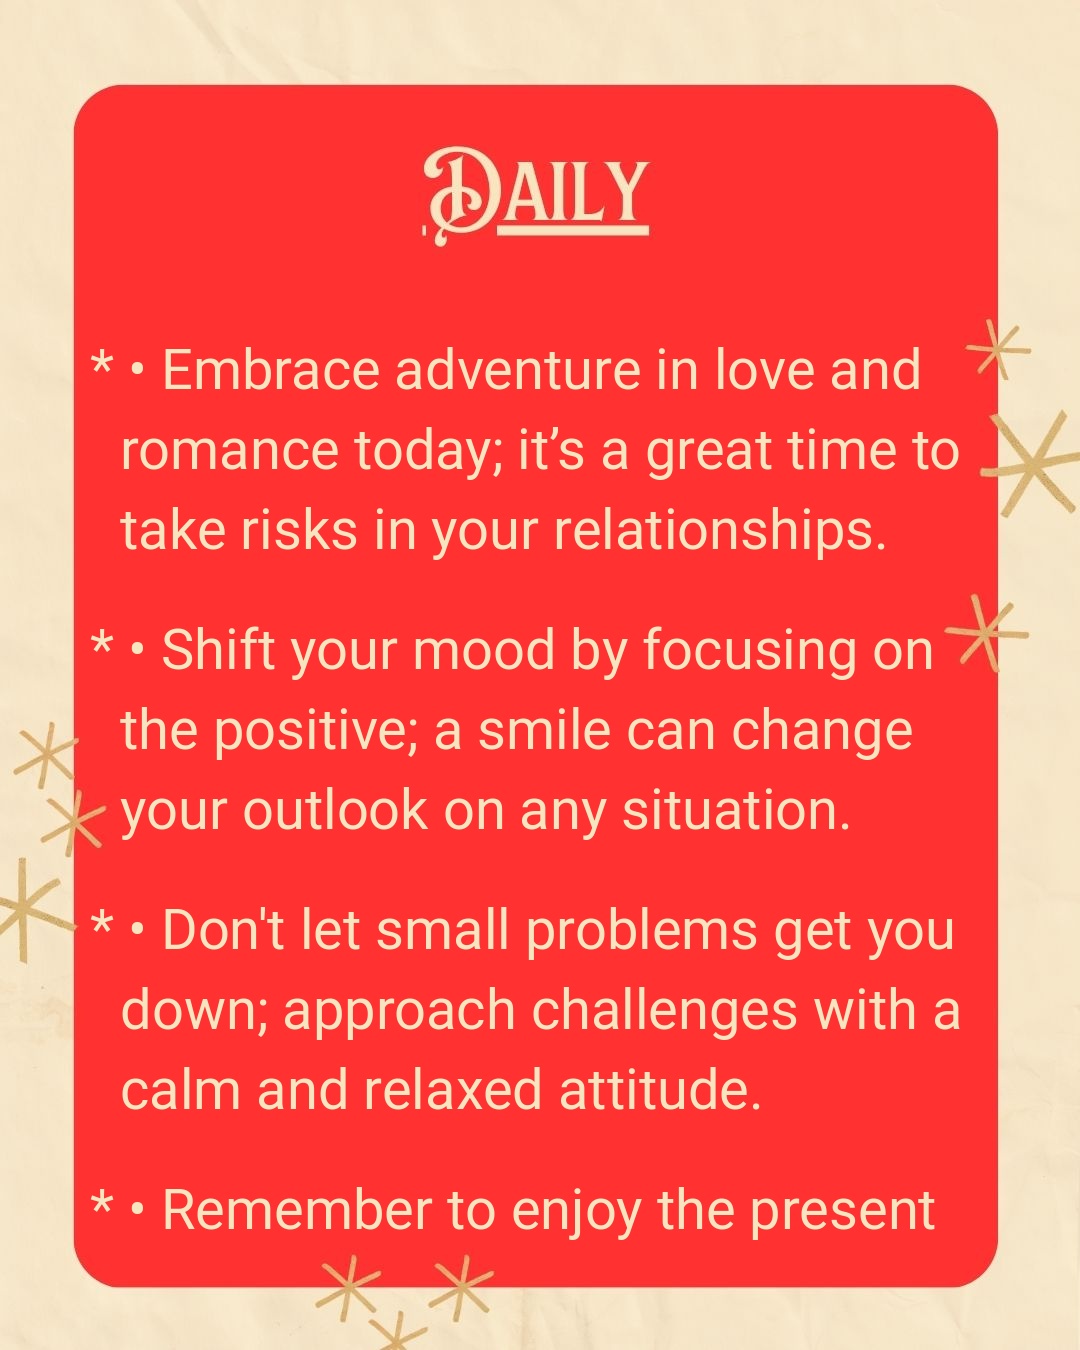 DAILY
* • Embrace adventure in love and
romance today; it’s a great time to
take risks in your relationships.
* • Shift your mood by focusing on
the positive; a smile can change
your outlook on any situation.
* • Don't let small problems get you
down; approach challenges with a
calm and relaxed attitude.
* • Remember to enjoy the present